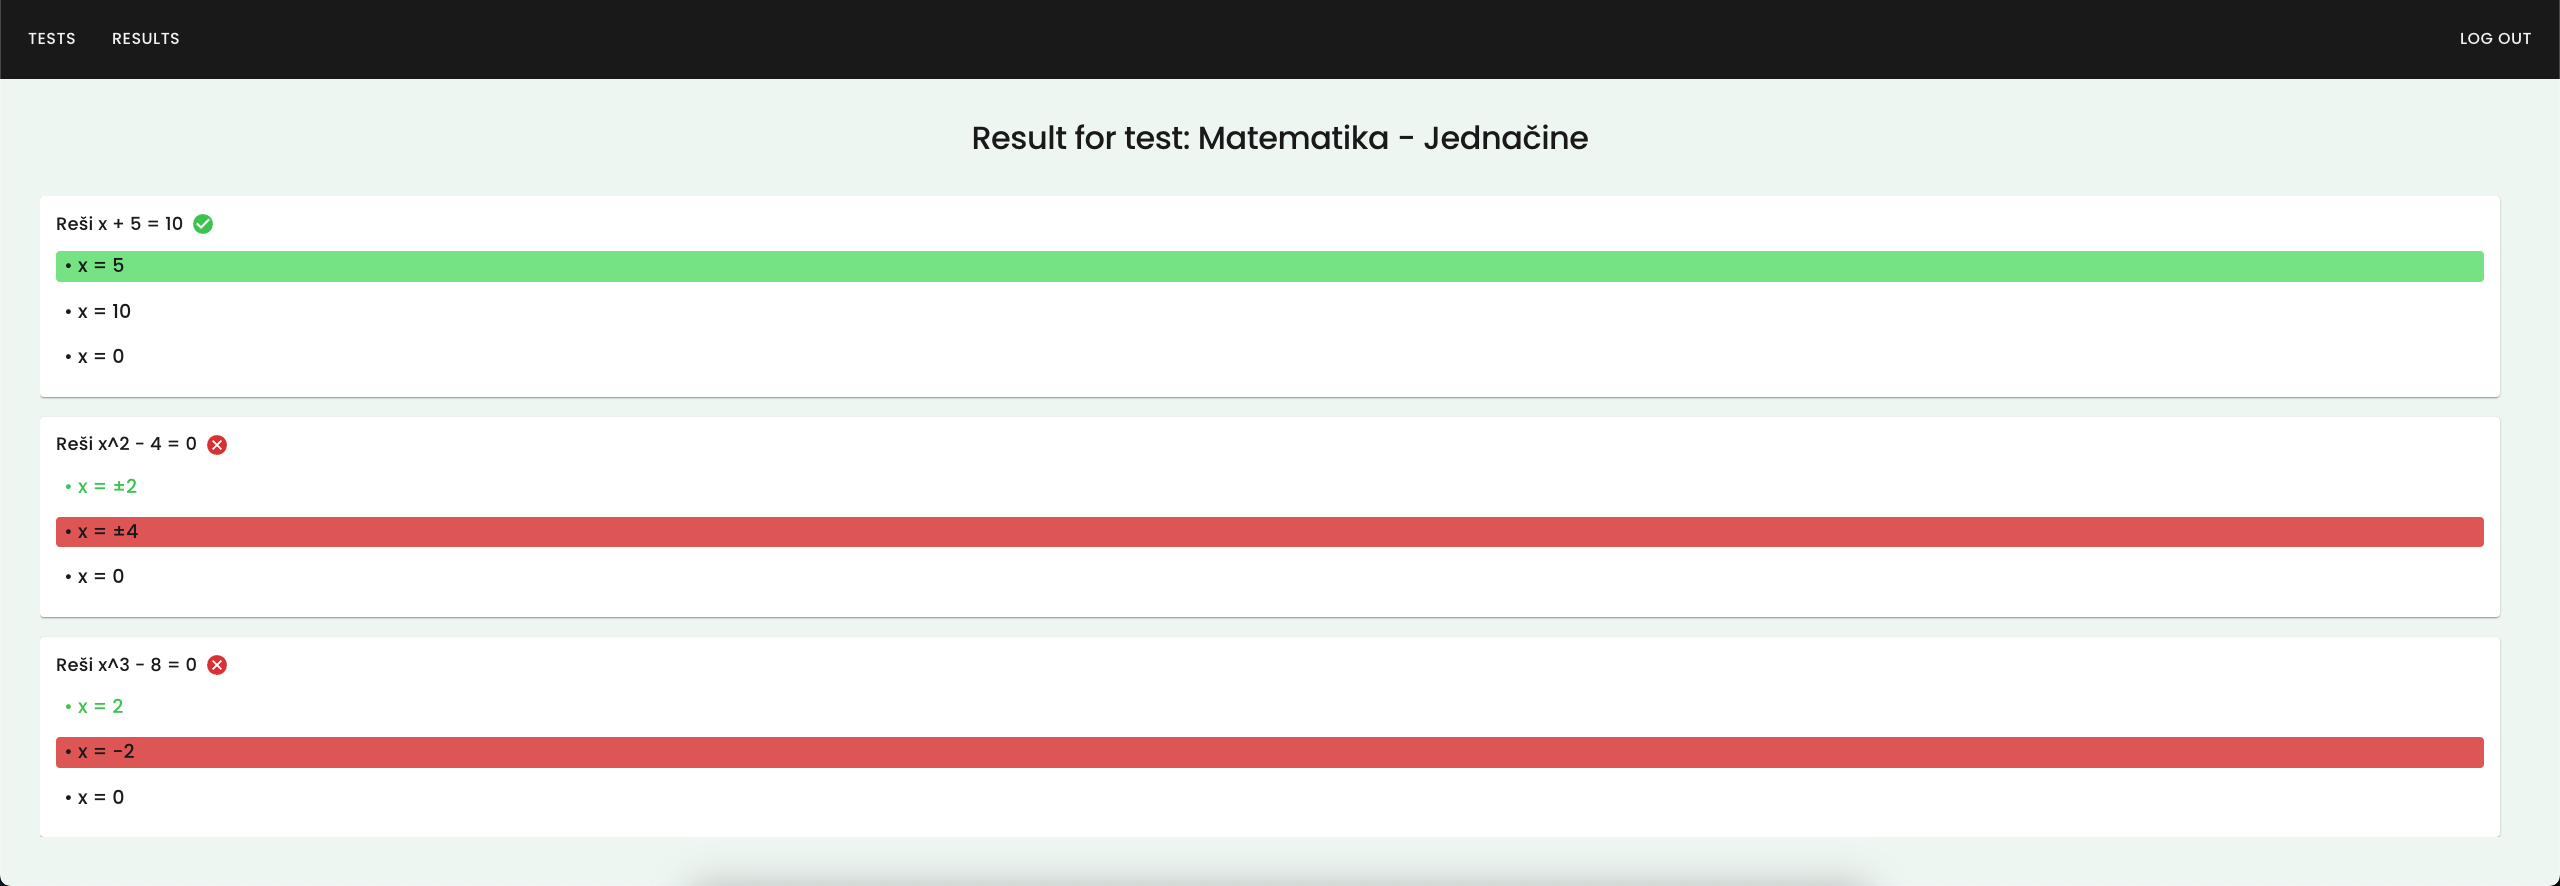 TESTS RESULTS LOG OUT
Result for test: Matematika - Jednačine
Reši x + 5 = 10
• x = 5
• x = 10
• x = 0
Reši x^2 - 4 = 0
• x = ±2
• x = ±4
• x = 0
Reši x^3 - 8 = 0
• x = 2
• x = -2
• x = 0